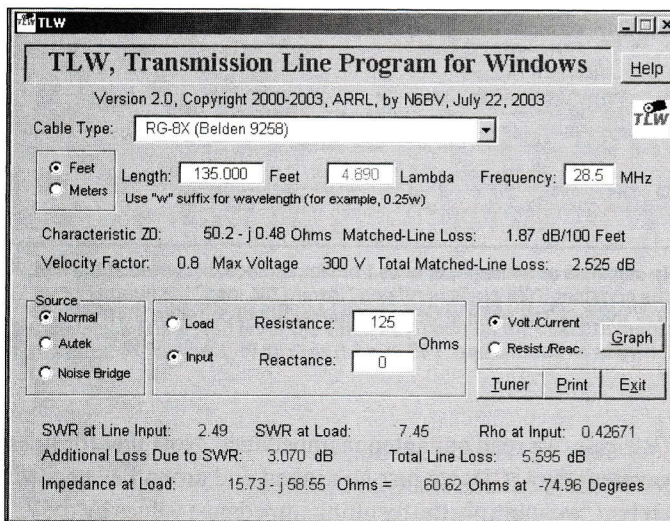 TLW
TLW, Transmission Line Program for Windows
Help
Version 2.0, Copyright 2000-2003, ARRL, by N6BV, July 22, 2003
TLW
Cable Type: RG-8X (Belden 9258)
Feet
Meters
Length: 135.000 Feet 4.890 Lambda Frequency: 28.5 MHz
Use "w" suffix for wavelength (for example, 0.25w)
Characteristic Z0: 50.2 - j 0.48 Ohms Matched-Line Loss: 1.87 dB/100 Feet
Velocity Factor: 0.8 Max Voltage 300 V Total Matched-Line Loss: 2.525 dB
Source
Normal
Autek
Noise Bridge
Load
Input
Resistance: 125
Ohms
Reactance: 0
Volt./Current
Resist./Reac.
Graph
Tuner Print Exit
SWR at Line Input: 2.49 SWR at Load: 7.45 Rho at Input: 0.42671
Additional Loss Due to SWR: 3.070 dB Total Line Loss: 5.595 dB
Impedance at Load: 15.73 - j 58.55 Ohms = 60.62 Ohms at -74.96 Degrees